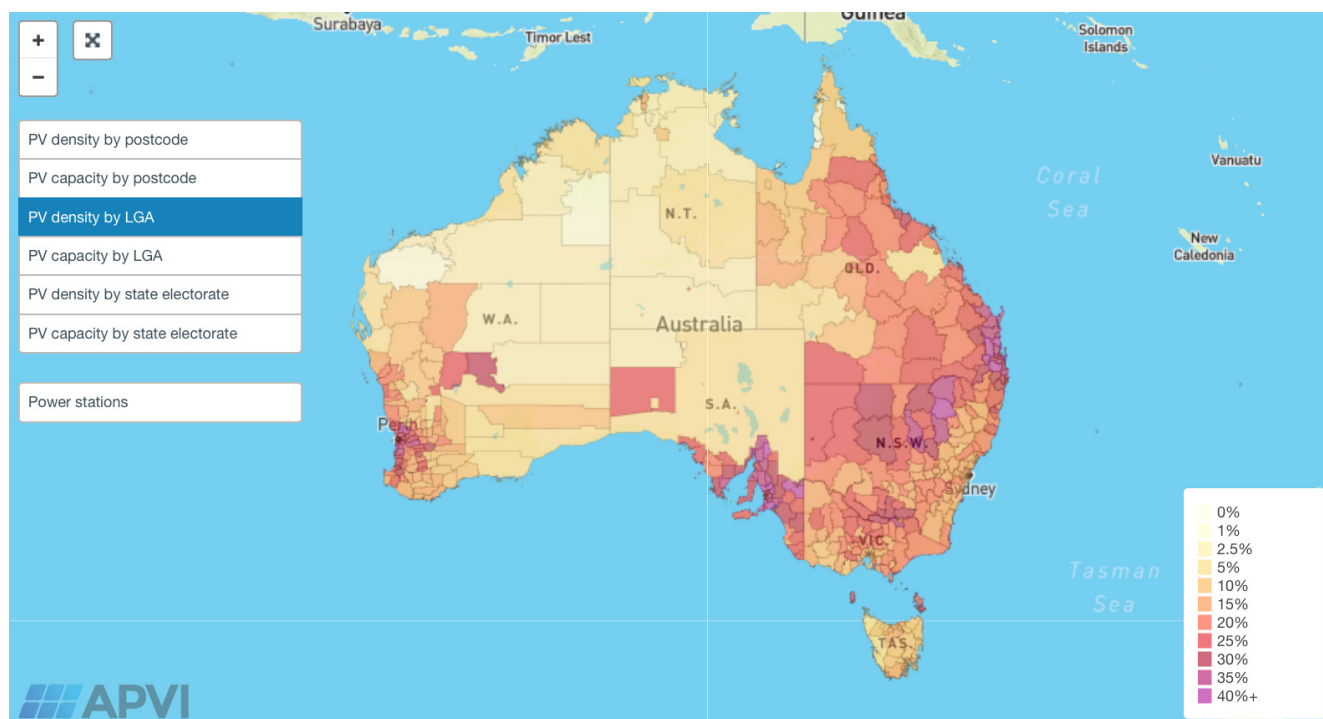 Guinea
Surabaya
Timor Lest
Solomon
Islands
+
−
PV density by postcode
PV capacity by postcode
PV density by LGA
PV capacity by LGA
PV density by state electorate
PV capacity by state electorate
Power stations
Vanuatu
Coral
Sea
New
Caledonia
N.T.
QLD.
W.A.
Australia
S.A.
N.S.W.
Perth
Sydney
VIC.
TAS.
Tasman
Sea
0%
1%
2.5%
5%
10%
15%
20%
25%
30%
35%
40%+
APVI